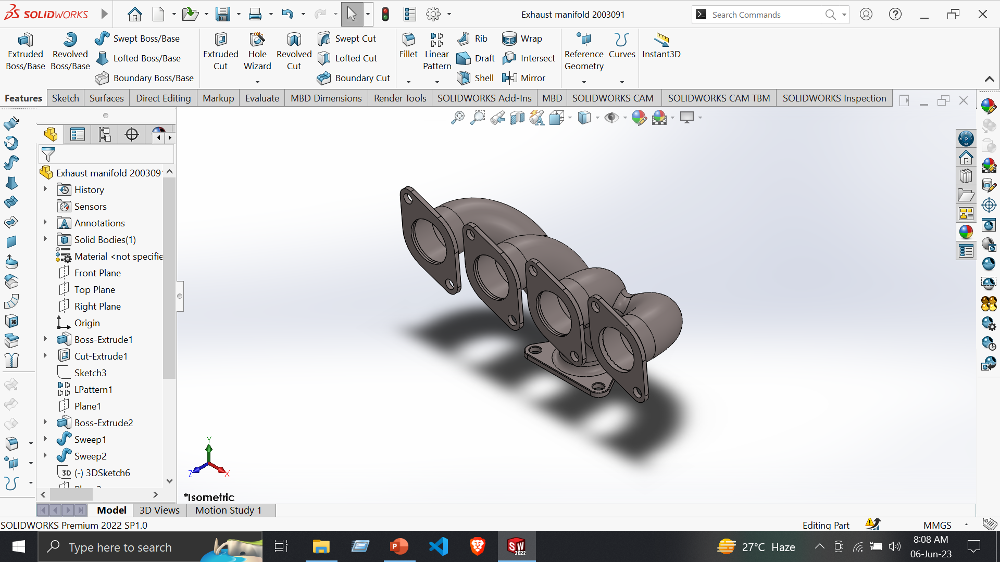 SOLIDWORKS
Exhaust manifold 2003091
Search Commands
Extruded Boss/Base
Revolved Boss/Base
Swept Boss/Base
Lofted Boss/Base
Boundary Boss/Base
Extruded Cut
Hole Wizard
Revolved Cut
Swept Cut
Lofted Cut
Boundary Cut
Fillet
Linear Pattern
Rib
Draft
Shell
Wrap
Intersect
Mirror
Reference Geometry
Curves
Instant3D
Features
Sketch
Surfaces
Direct Editing
Markup
Evaluate
MBD Dimensions
Render Tools
SOLIDWORKS Add-Ins
MBD
SOLIDWORKS CAM
SOLIDWORKS CAM TBM
SOLIDWORKS Inspection
Exhaust manifold 200309
History
Sensors
Annotations
Solid Bodies(1)
Material <not specifie
Front Plane
Top Plane
Right Plane
Origin
Boss-Extrude1
Cut-Extrude1
Sketch3
LPattern1
Plane1
Boss-Extrude2
Sweep1
Sweep2
3D (-) 3DSketch6
Y
Z
X
*Isometric
Model
3D Views
Motion Study 1
SOLIDWORKS Premium 2022 SP1.0
Editing Part
MMGS
Type here to search
SW 2022
27°C Haze
8:08 AM
06-Jun-23